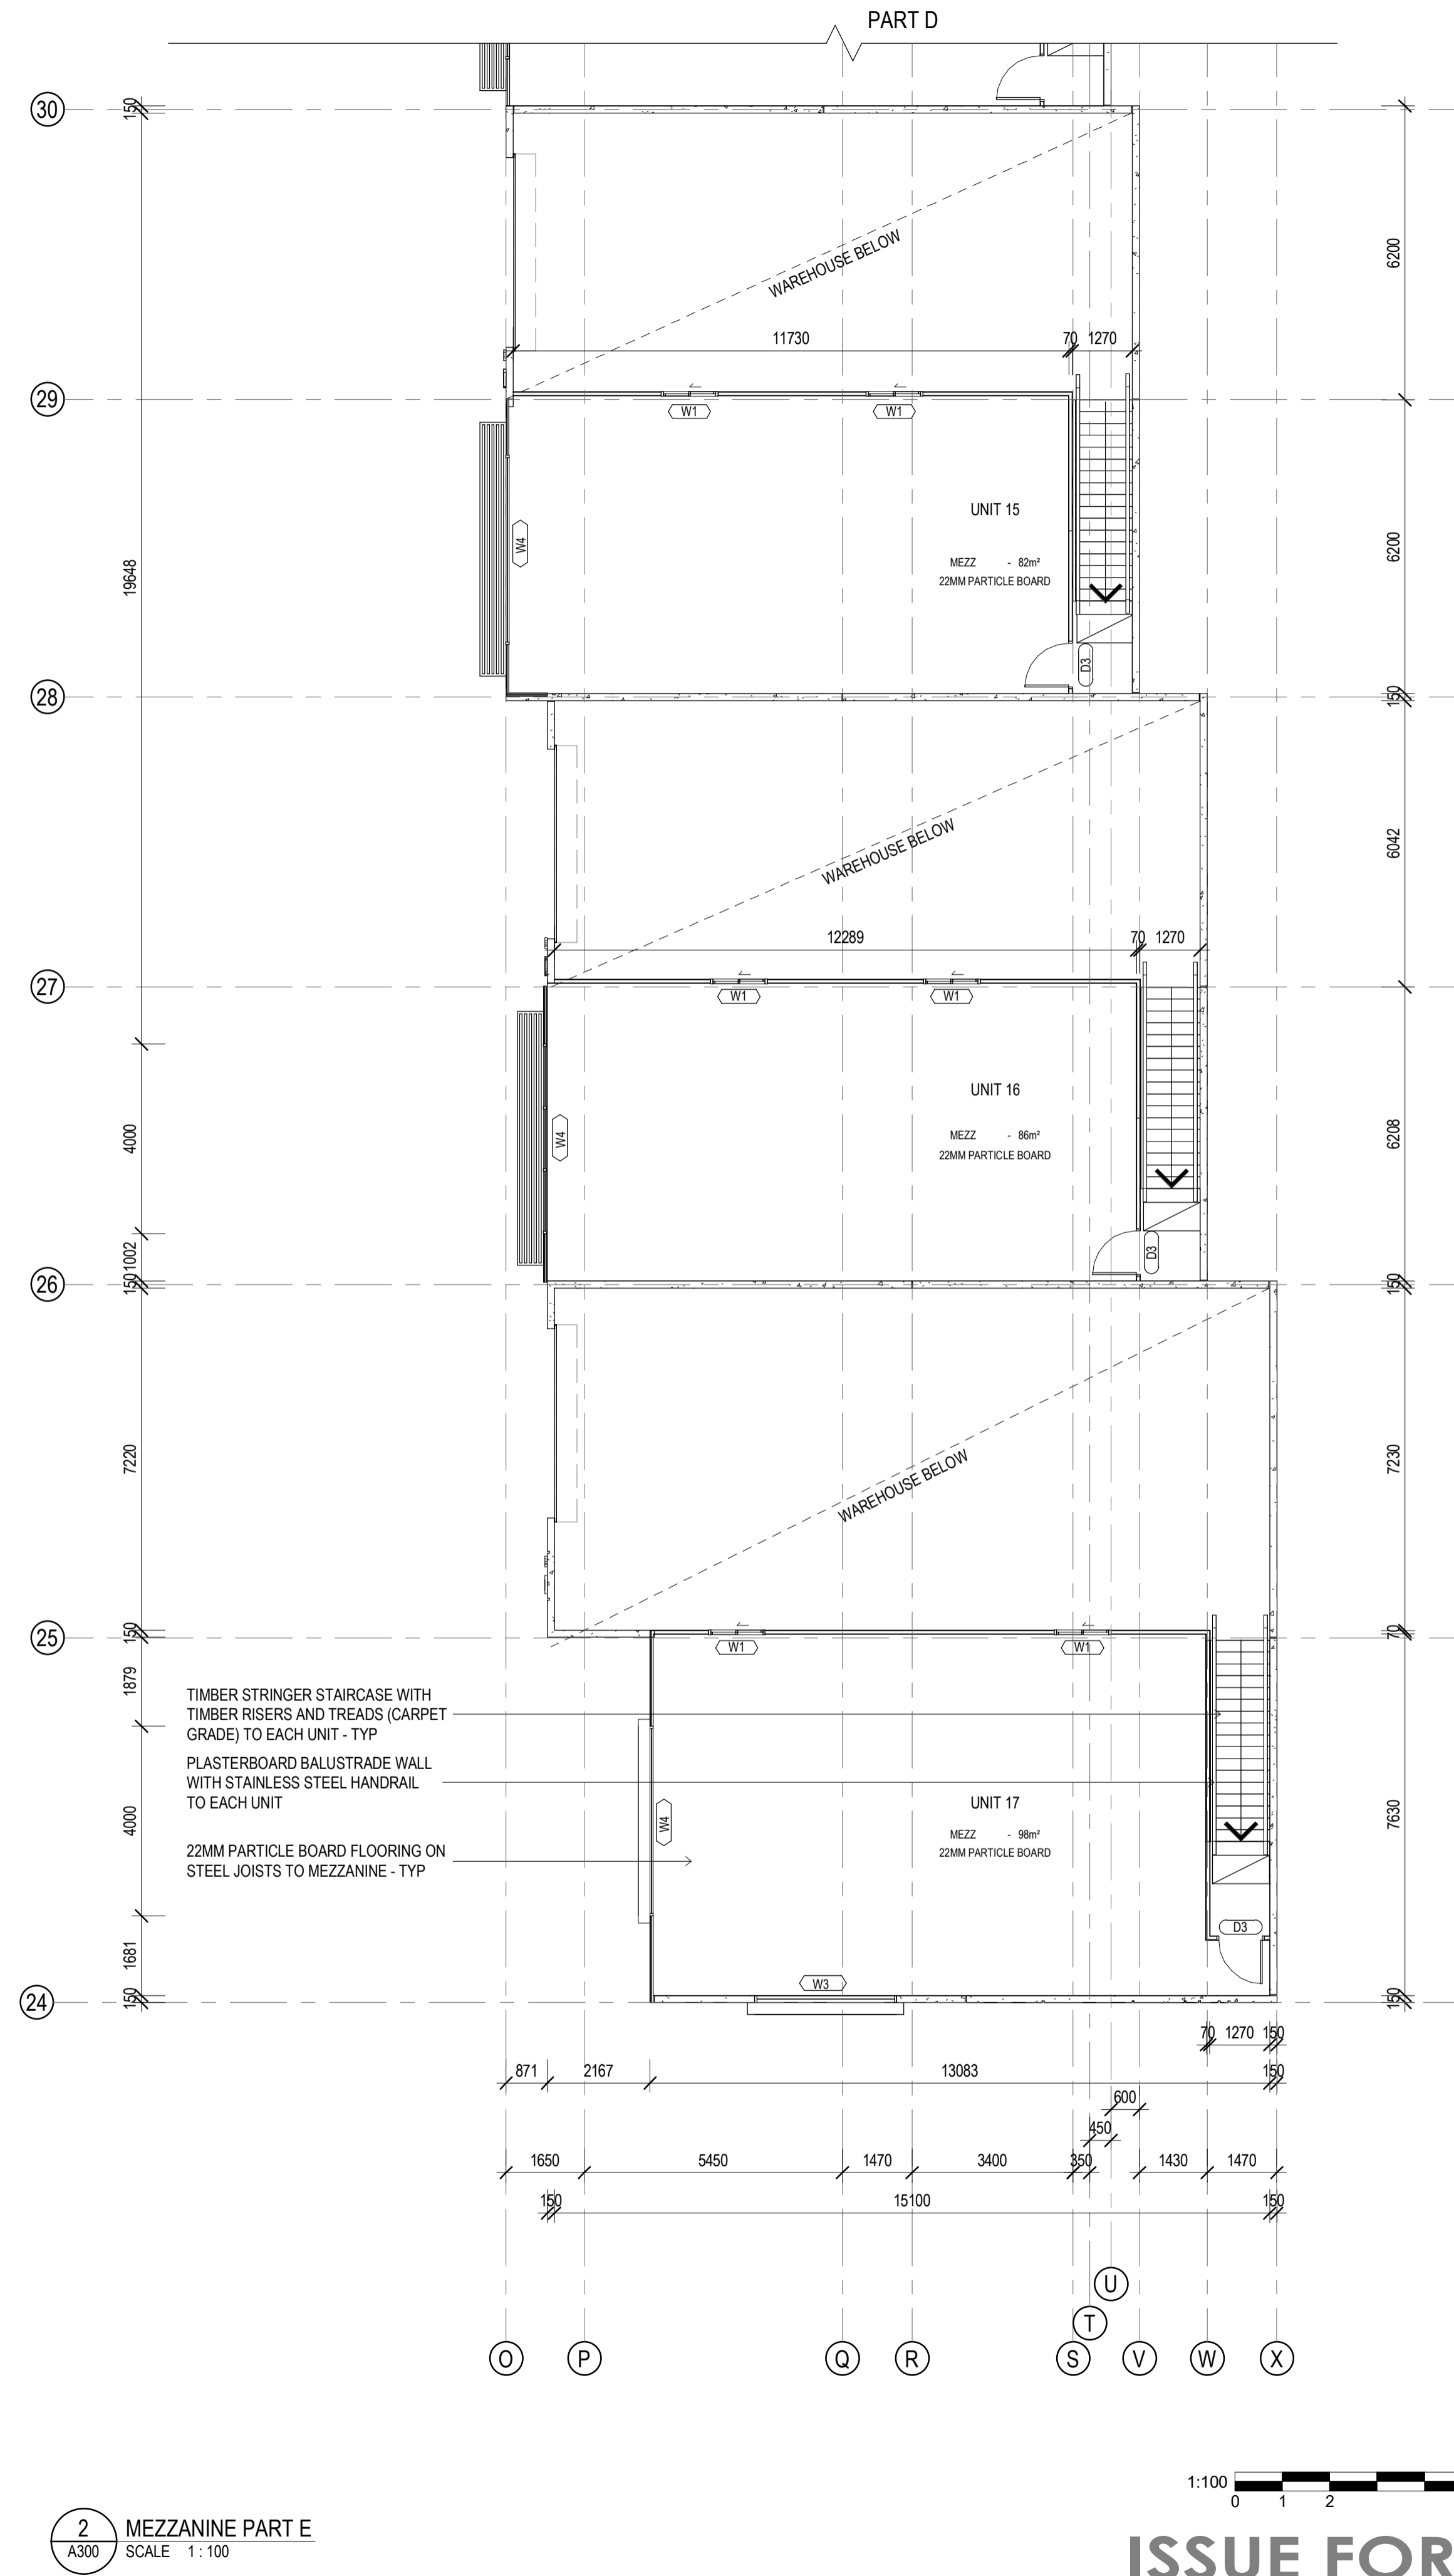 PART D
30
150
6200
WAREHOUSE BELOW
11730
70
1270
29
W1
W1
UNIT 15
W4
MEZZ - 82m²
22MM PARTICLE BOARD
19648
6200
D3
28
150
WAREHOUSE BELOW
6042
12289
70
1270
27
W1
W1
UNIT 16
W4
MEZZ - 86m²
22MM PARTICLE BOARD
4000
6208
D3
1002
150
26
150
7220
WAREHOUSE BELOW
7230
150
25
70
W1
W1
1879
TIMBER STRINGER STAIRCASE WITH
TIMBER RISERS AND TREADS (CARPET
GRADE) TO EACH UNIT - TYP
PLASTERBOARD BALUSTRADE WALL
WITH STAINLESS STEEL HANDRAIL
TO EACH UNIT
4000
22MM PARTICLE BOARD FLOORING ON
STEEL JOISTS TO MEZZANINE - TYP
W4
UNIT 17
MEZZ - 98m²
22MM PARTICLE BOARD
7630
D3
1681
W3
150
24
150
70
1270
150
871
2167
13083
150
600
450
1650
5450
1470
3400
350
1430
1470
150
15100
150
U
T
O
P
Q
R
S
V
W
X
1:100
0 1 2
2
A300
MEZZANINE PART E
SCALE 1 : 100
ISSUE FOR